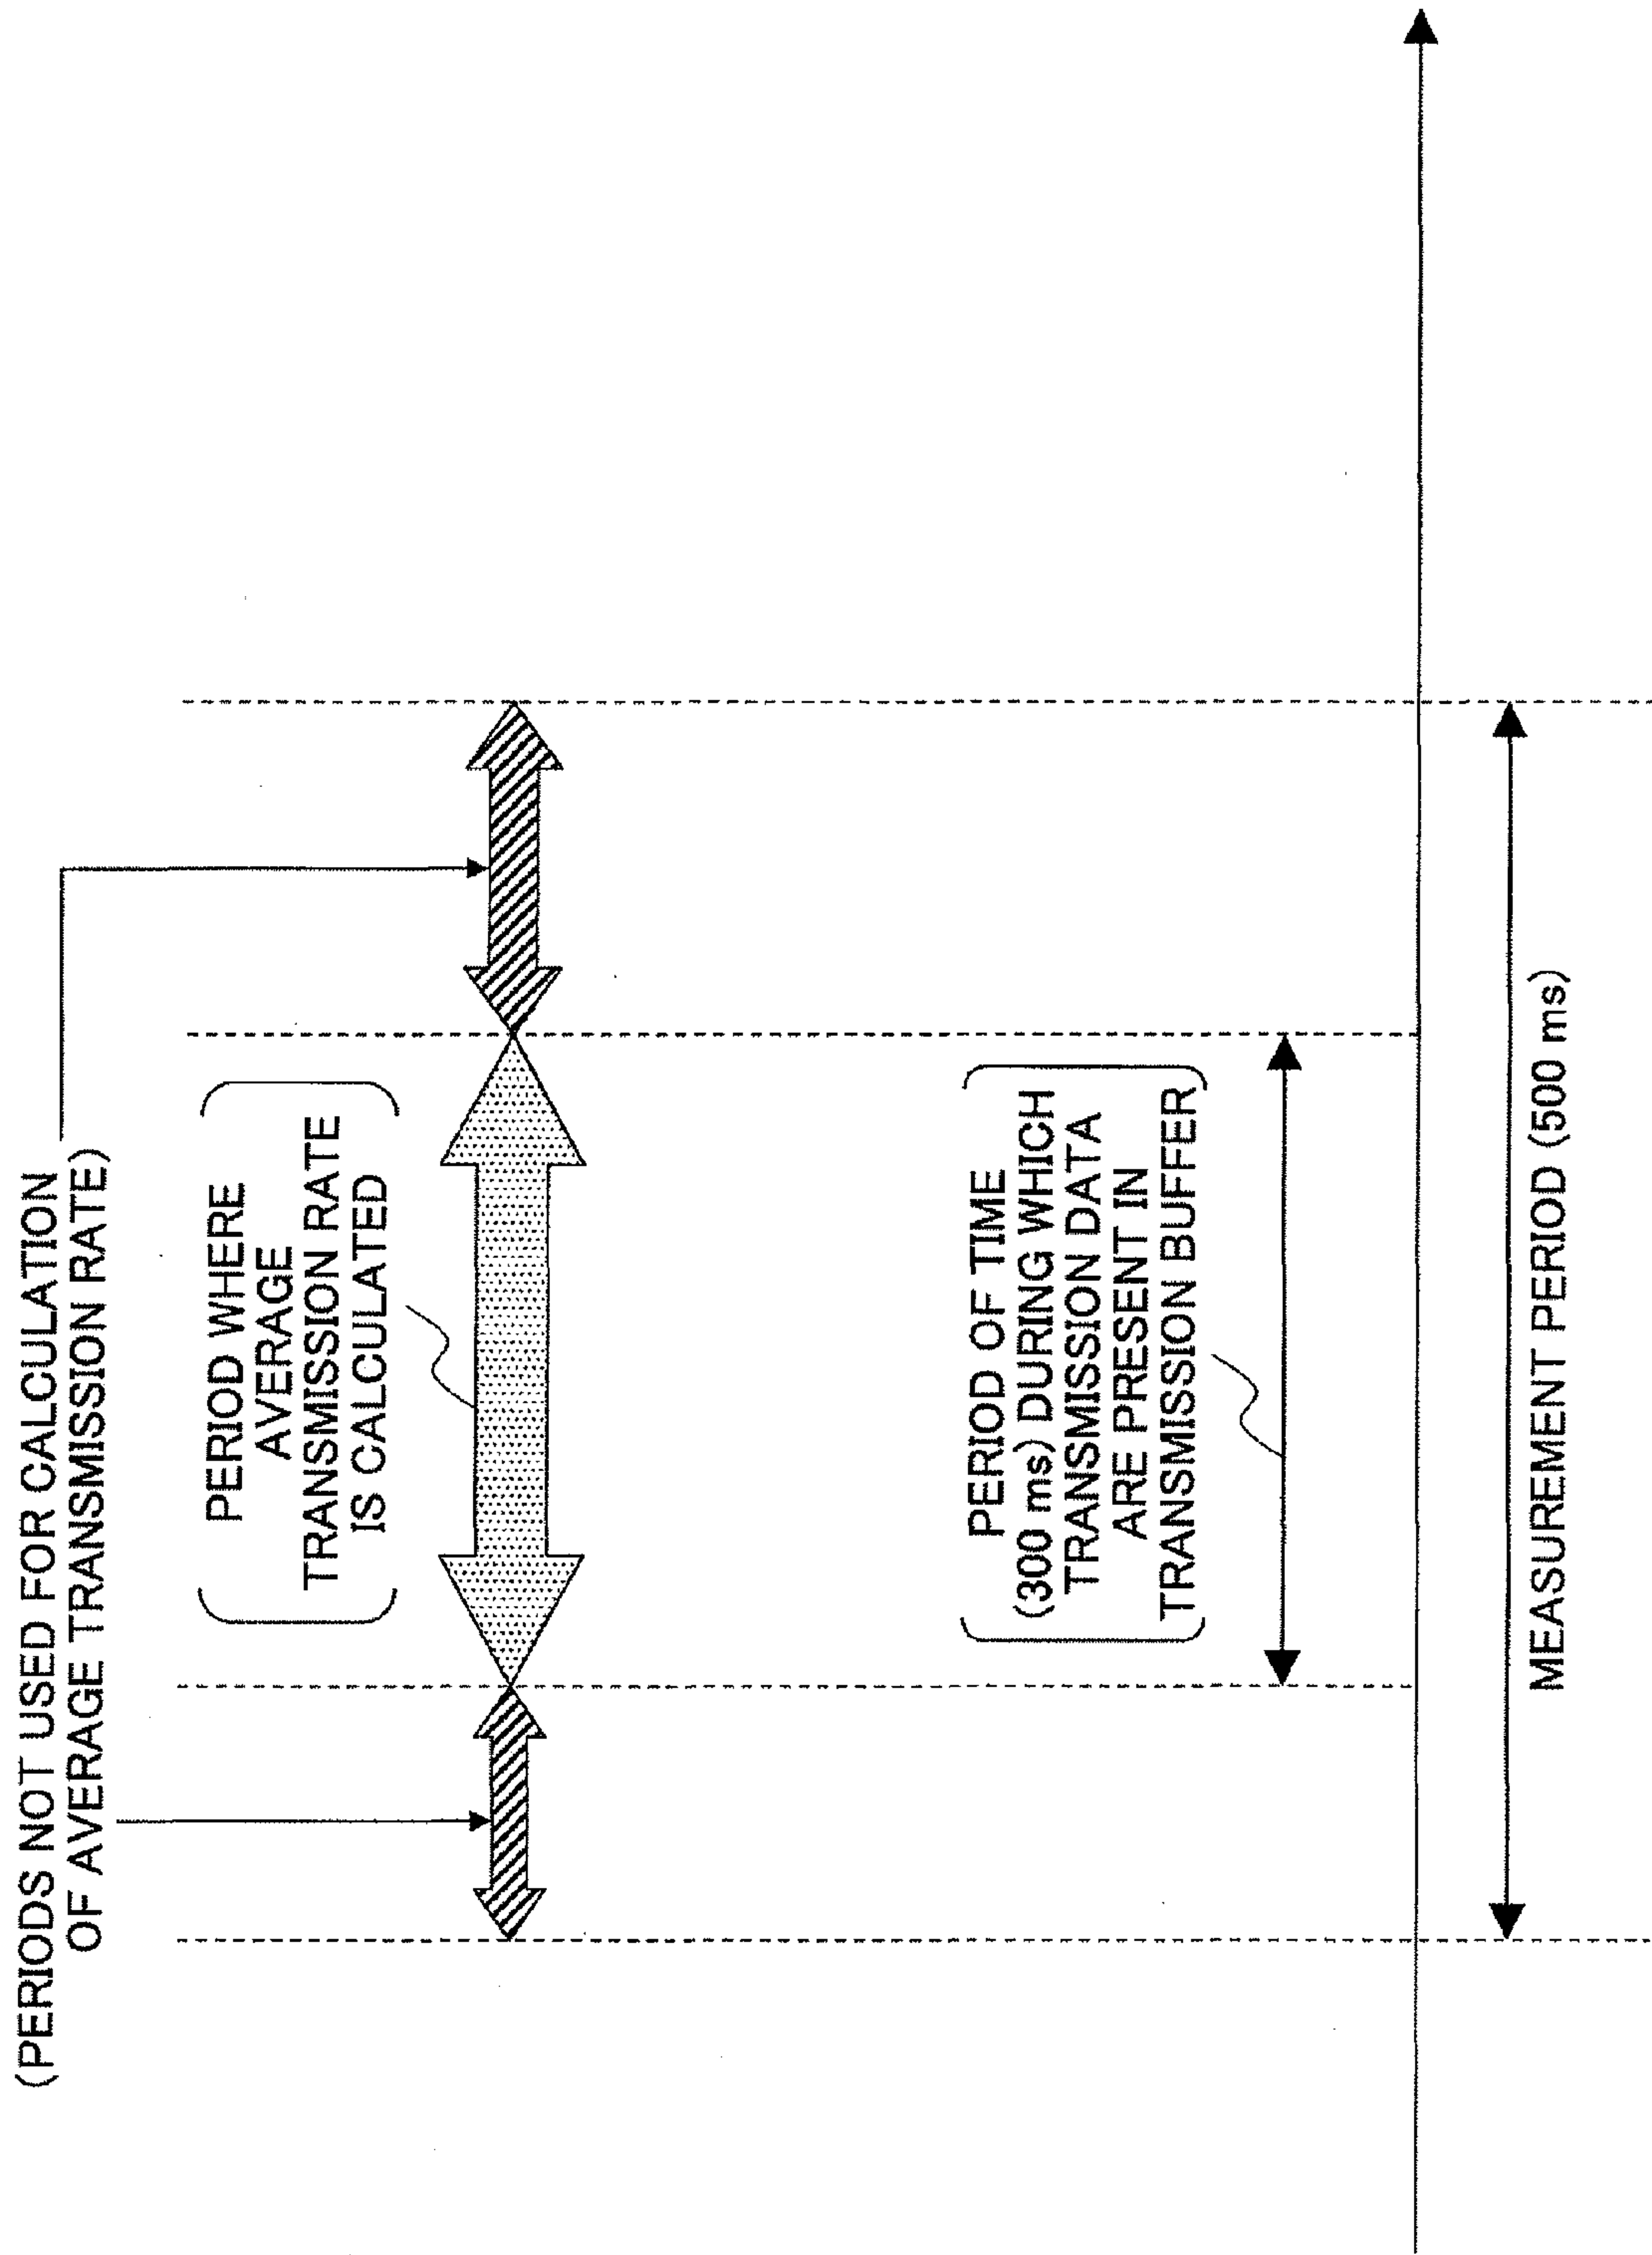 (PERIODS NOT USED FOR CALCULATION
OF AVERAGE TRANSMISSION RATE)
PERIOD WHERE
AVERAGE
TRANSMISSION RATE
IS CALCULATED
PERIOD OF TIME
(300 ms) DURING WHICH
TRANSMISSION DATA
ARE PRESENT IN
TRANSMISSION BUFFER
MEASUREMENT PERIOD (500 ms)